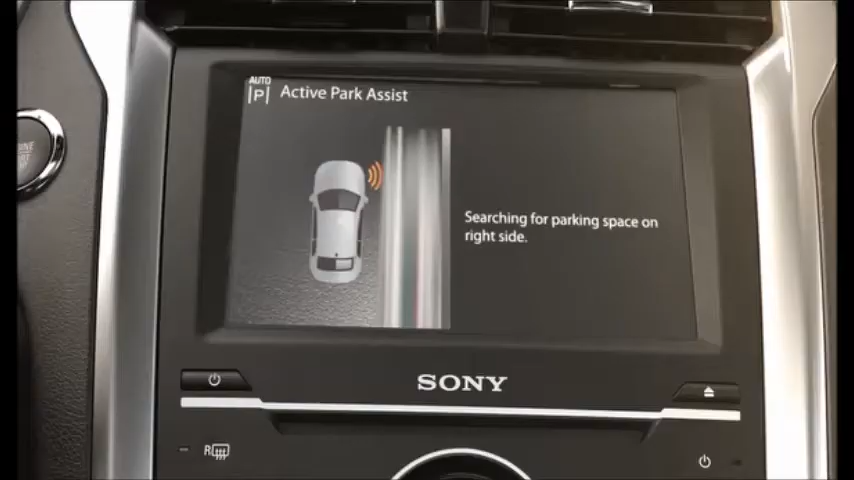 AUTO
P
Active Park Assist
Searching for parking space on
right side.
SONY
R